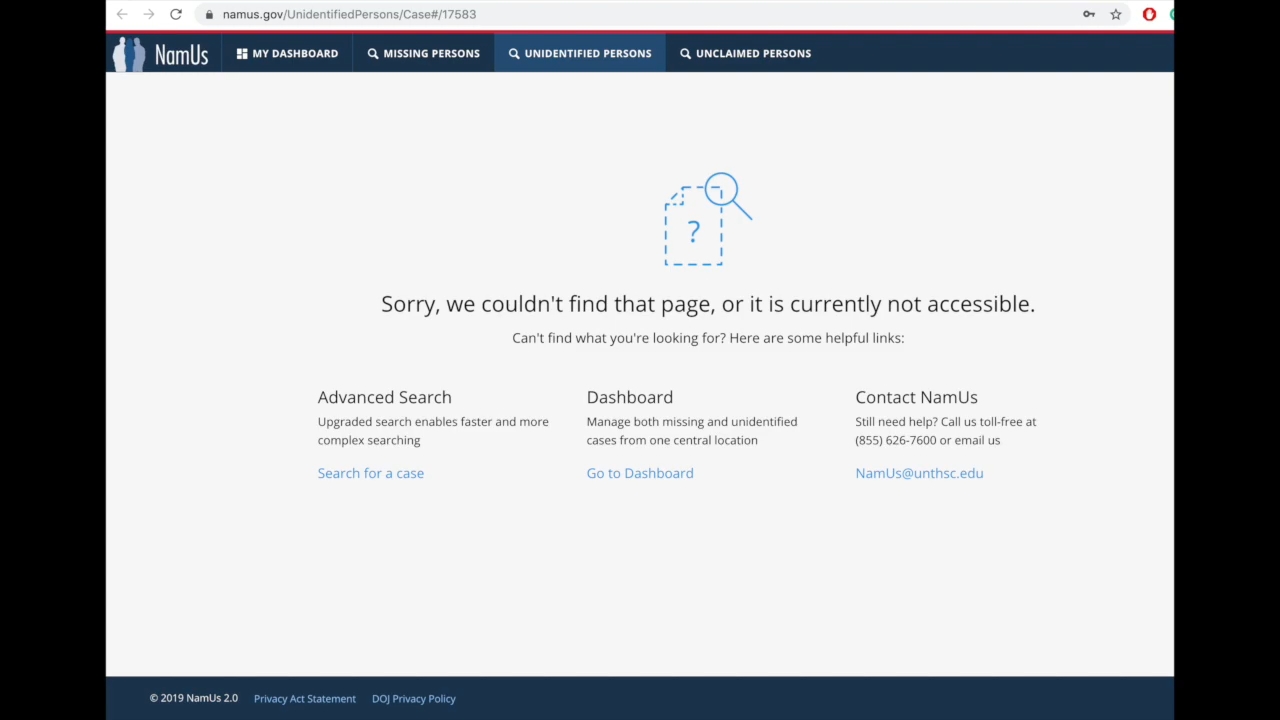 namus.gov/UnidentifiedPersons/Case#/17583
NamUs MY DASHBOARD MISSING PERSONS UNIDENTIFIED PERSONS UNCLAIMED PERSONS
?
Sorry, we couldn't find that page, or it is currently not accessible.
Can't find what you're looking for? Here are some helpful links:
Advanced Search
Upgraded search enables faster and more
complex searching
Search for a case
Dashboard
Manage both missing and unidentified
cases from one central location
Go to Dashboard
Contact NamUs
Still need help? Call us toll-free at
(855) 626-7600 or email us
NamUs@unthsc.edu
© 2019 NamUs 2.0 Privacy Act Statement DOJ Privacy Policy